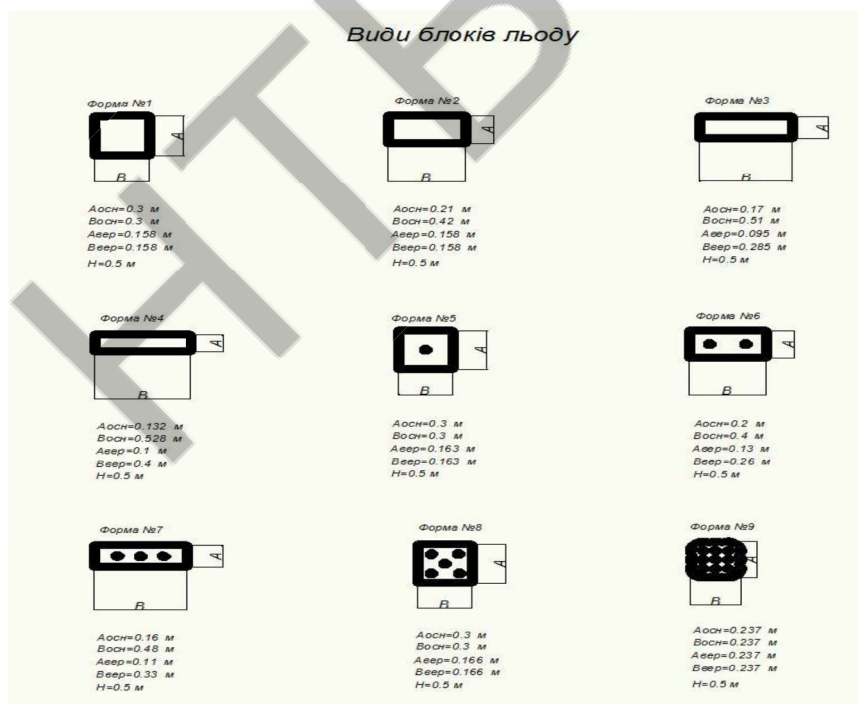 Види блоків льоду
Форма №1
A
B
Аосн=0.3 м
Восн=0.3 м
Авер=0.158 м
Ввер=0.158 м
Н=0.5 м
Форма №2
A
B
Аосн=0.21 м
Восн=0.42 м
Авер=0.158 м
Ввер=0.158 м
Н=0.5 м
Форма №3
A
B
Аосн=0.17 м
Восн=0.51 м
Авер=0.095 м
Ввер=0.285 м
Н=0.5 м
Форма №4
A
B
Аосн=0.132 м
Восн=0.528 м
Авер=0.1 м
Ввер=0.4 м
Н=0.5 м
Форма №5
A
B
Аосн=0.3 м
Восн=0.3 м
Авер=0.163 м
Ввер=0.163 м
Н=0.5 м
Форма №6
A
B
Аосн=0.2 м
Восн=0.4 м
Авер=0.13 м
Ввер=0.26 м
Н=0.5 м
Форма №7
A
B
Аосн=0.16 м
Восн=0.48 м
Авер=0.11 м
Ввер=0.33 м
Н=0.5 м
Форма №8
A
B
Аосн=0.3 м
Восн=0.3 м
Авер=0.166 м
Ввер=0.166 м
Н=0.5 м
Форма №9
A
B
Аосн=0.237 м
Восн=0.237 м
Авер=0.237 м
Ввер=0.237 м
Н=0.5 м
НТБ